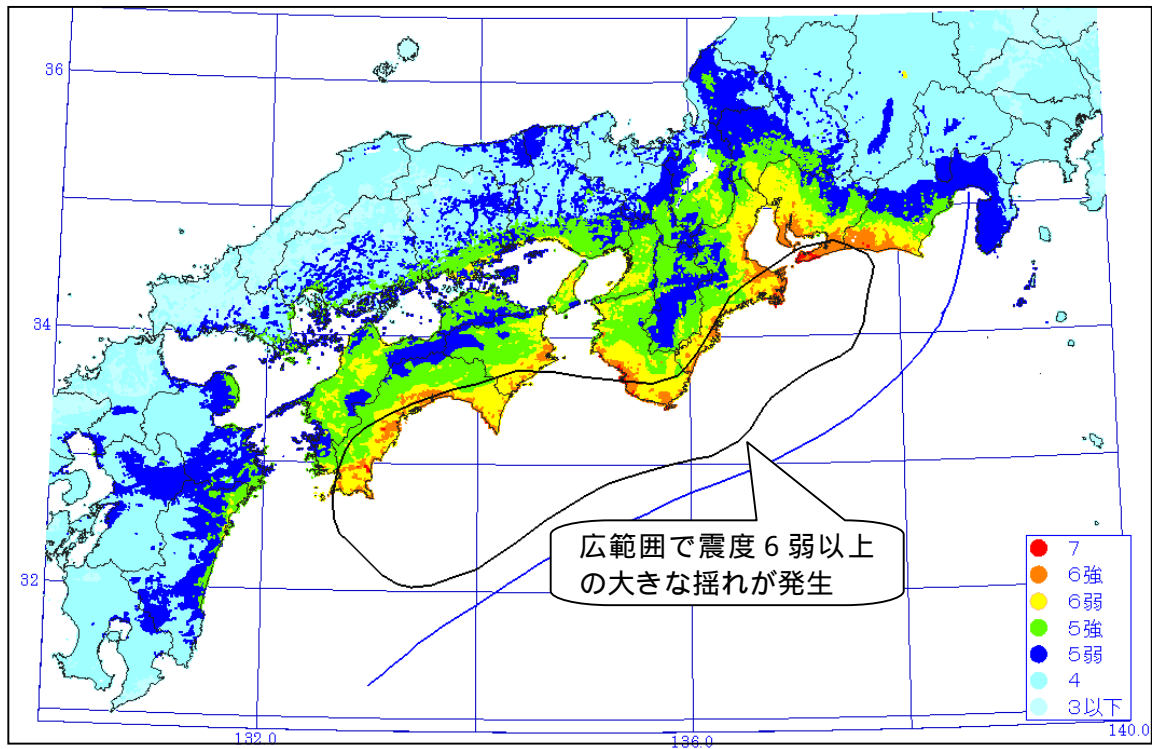 36
34
32
132.0
136.0
140.0
広範囲で震度６弱以上
の大きな揺れが発生
7
6強
6弱
5強
5弱
4
3以下